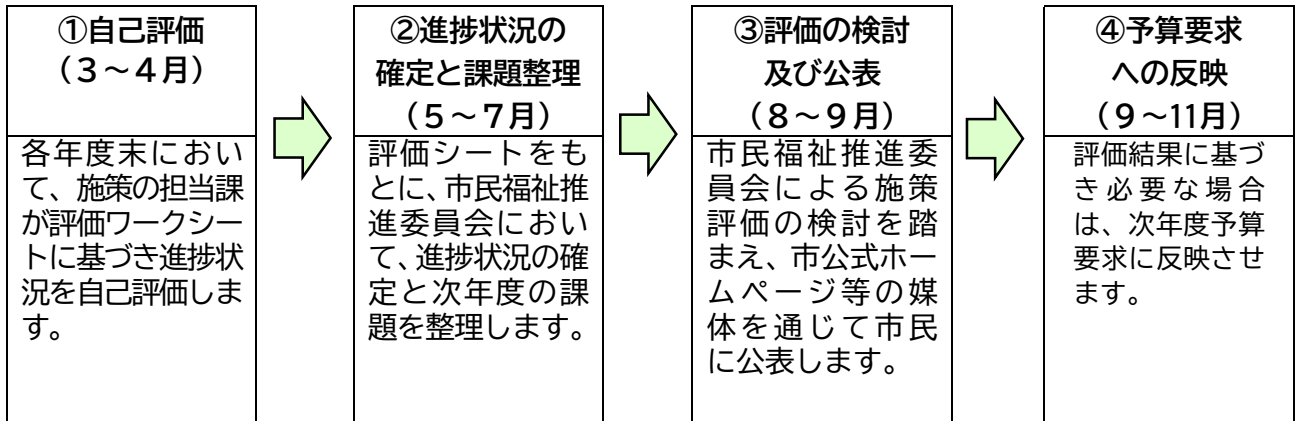 ①自己評価
（３～４月）
各年度末におい
て、施策の担当課
が評価ワークシー
トに基づき進捗状
況を自己評価しま
す。
②進捗状況の
確定と課題整理
（５～７月）
評価シートをも
とに、市民福祉推
進委員会におい
て、進捗状況の確
定と次年度の課
題を整理します。
③評価の検討
及び公表
（８～９月）
市民福祉推進委
員会による施策
評価の検討を踏
まえ、市公式ホー
ムページ等の媒
体を通じて市民
に公表します。
④予算要求
への反映
（９～11月）
評価結果に基づ
き必要な場合
は、次年度予算
要求に反映させ
ます。